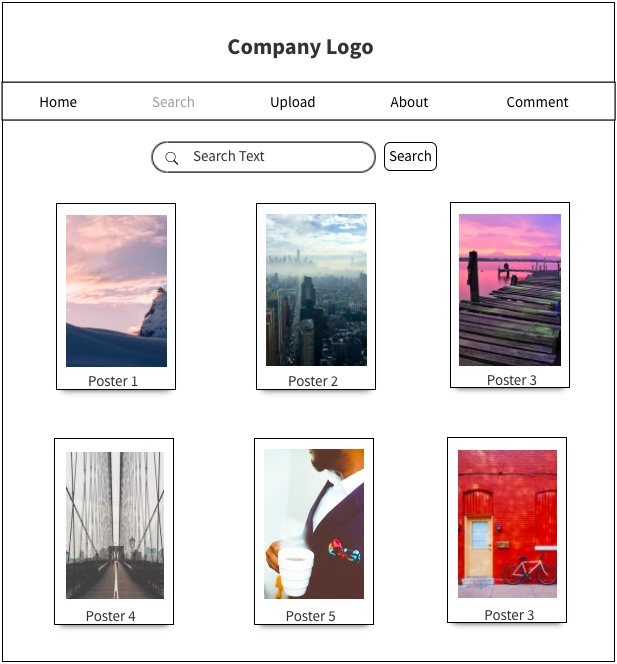 Company Logo
Home Search Upload About Comment
Search Text Search
Poster 1 Poster 2 Poster 3
Poster 4 Poster 5 Poster 3